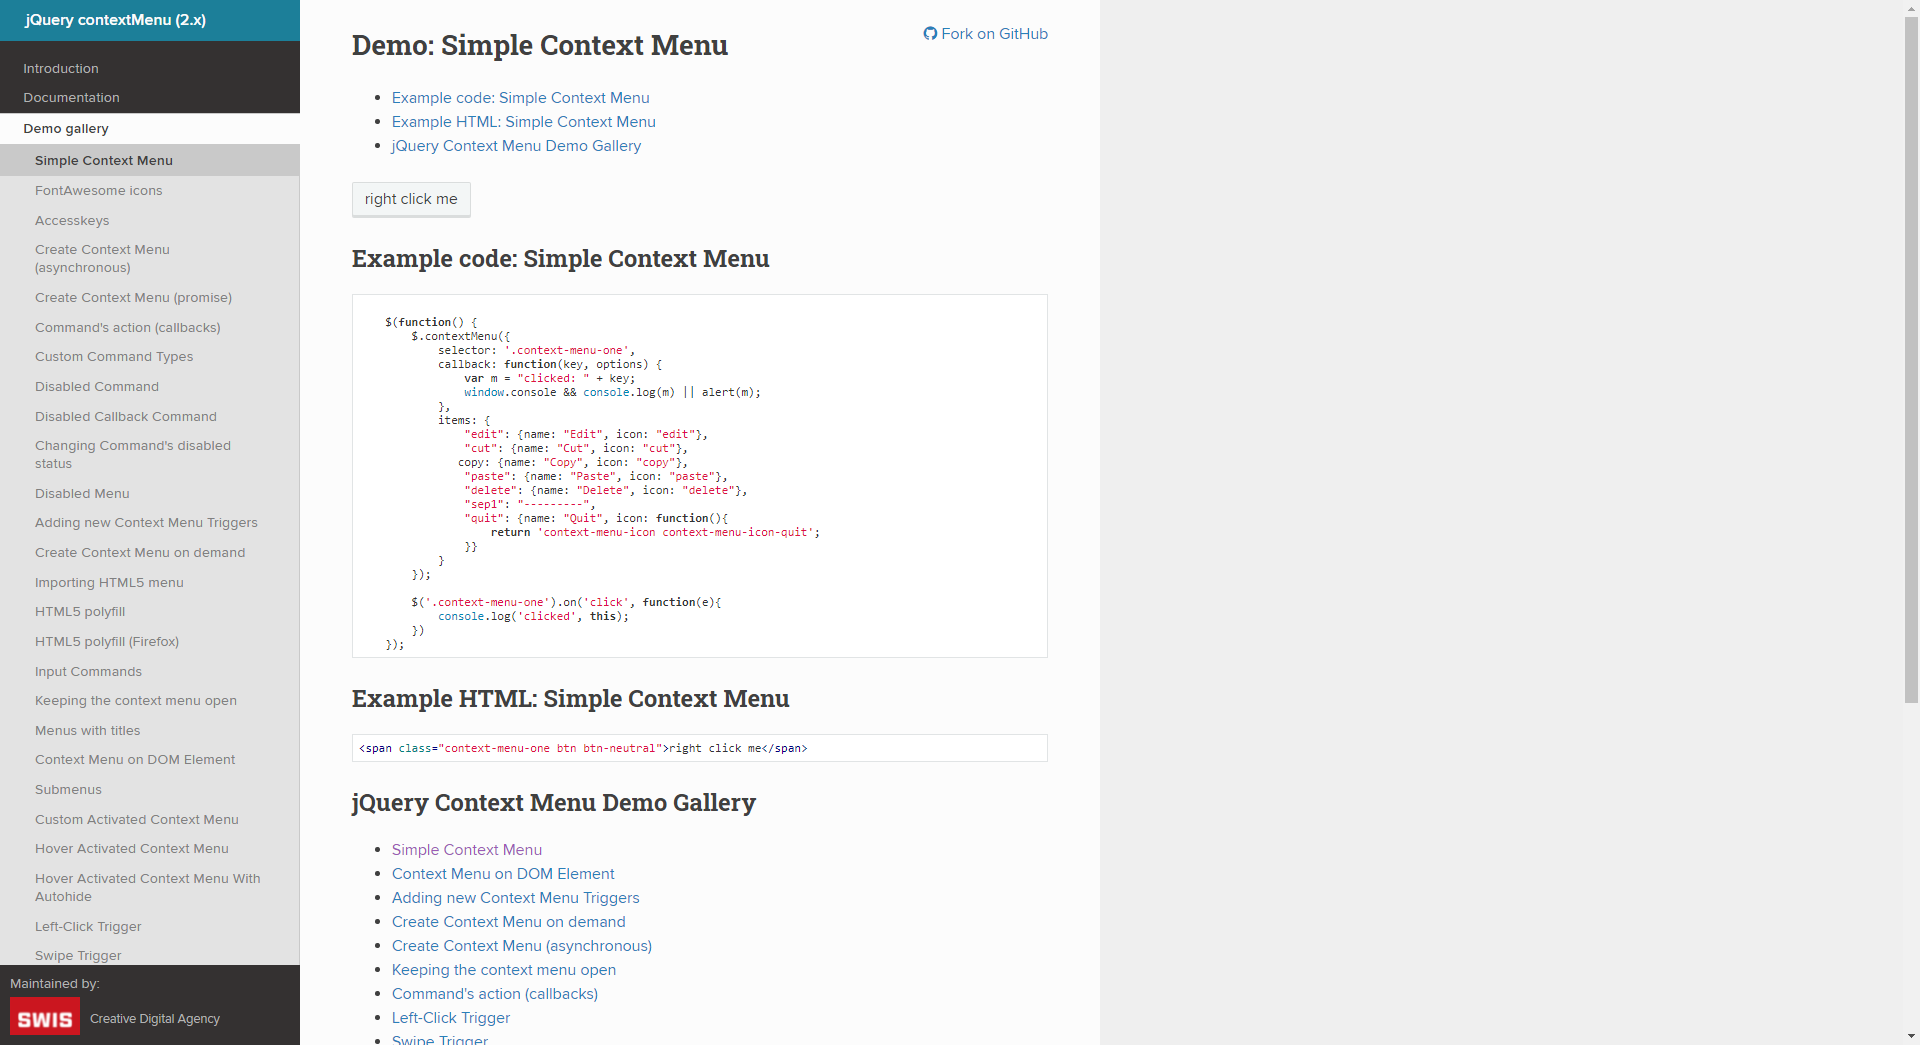 jQuery contextMenu (2.x)
Introduction
Documentation
Demo gallery
Simple Context Menu
FontAwesome icons
Accesskeys
Create Context Menu
(asynchronous)
Create Context Menu (promise)
Command's action (callbacks)
Custom Command Types
Disabled Command
Disabled Callback Command
Changing Command's disabled
status
Disabled Menu
Adding new Context Menu Triggers
Create Context Menu on demand
Importing HTML5 menu
HTML5 polyfill
HTML5 polyfill (Firefox)
Input Commands
Keeping the context menu open
Menus with titles
Context Menu on DOM Element
Submenus
Custom Activated Context Menu
Hover Activated Context Menu
Hover Activated Context Menu With
Autohide
Left-Click Trigger
Swipe Trigger
Maintained by:
SWIS
Creative Digital Agency
Fork on GitHub
Demo: Simple Context Menu
Example code: Simple Context Menu
Example HTML: Simple Context Menu
jQuery Context Menu Demo Gallery
right click me
Example code: Simple Context Menu
$(function() {
$.contextMenu({
selector: '.context-menu-one',
callback: function(key, options) {
var m = "clicked: " + key;
window.console && console.log(m) || alert(m);
},
items: {
"edit": {name: "Edit", icon: "edit"},
"cut": {name: "Cut", icon: "cut"},
copy: {name: "Copy", icon: "copy"},
"paste": {name: "Paste", icon: "paste"},
"delete": {name: "Delete", icon: "delete"},
"sep1": "---------",
"quit": {name: "Quit", icon: function(){
return 'context-menu-icon context-menu-icon-quit';
}}
}
});
$('.context-menu-one').on('click', function(e){
console.log('clicked', this);
})
});
Example HTML: Simple Context Menu
<span class="context-menu-one btn btn-neutral">right click me</span>
jQuery Context Menu Demo Gallery
Simple Context Menu
Context Menu on DOM Element
Adding new Context Menu Triggers
Create Context Menu on demand
Create Context Menu (asynchronous)
Keeping the context menu open
Command's action (callbacks)
Left-Click Trigger
Swipe Trigger